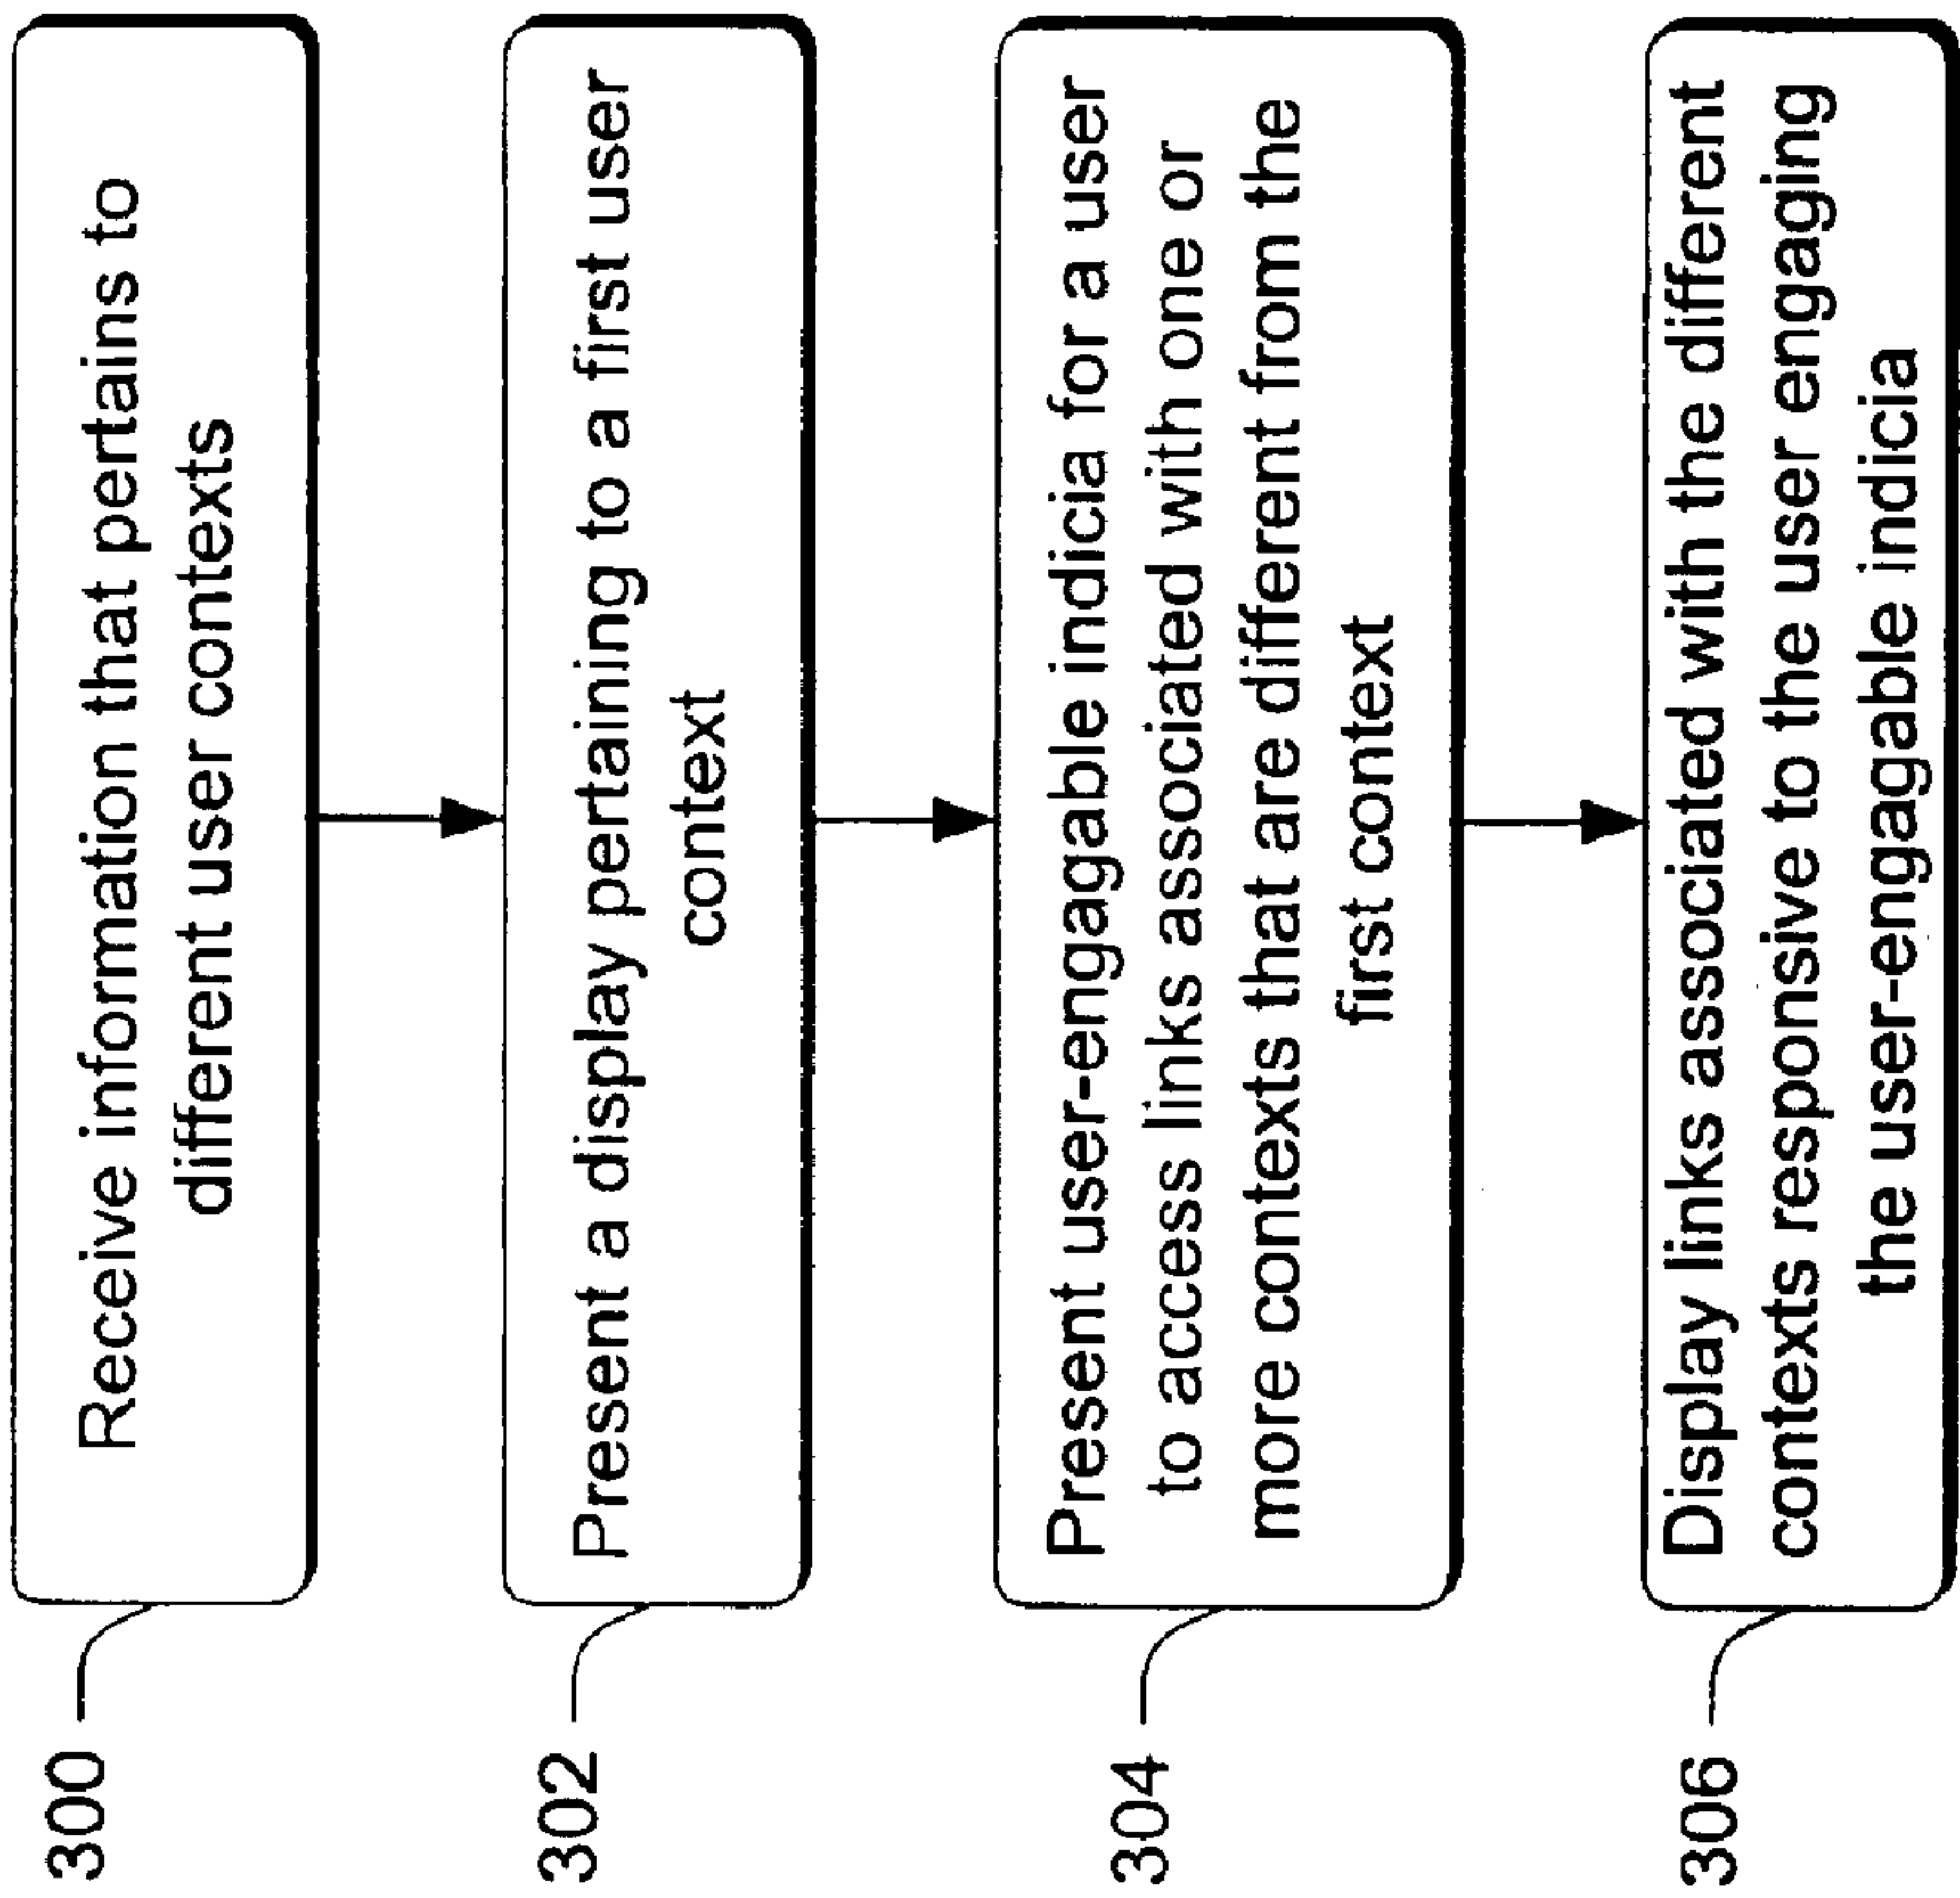 300
Receive information that pertains to
different user contexts
302
Present a display pertaining to a first user
context
304
Present user-engagable indicia for a user
to access links associated with one or
more contexts that are different from the
first context
306
Display links associated with the different
contexts responsive to the user engaging
the user-engagable indicia